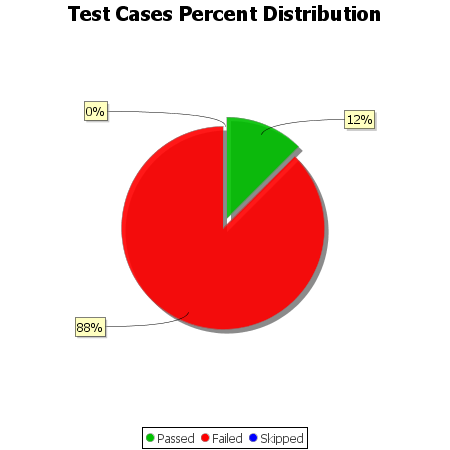 Test Cases Percent Distribution
0%
12%
88%
Passed Failed Skipped